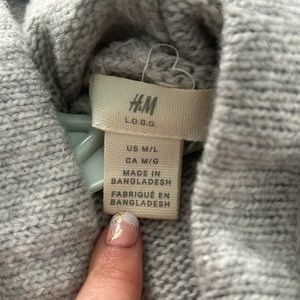 H&M
L.O.G.G.
US M/L
CA M/G
MADE IN
BANGLADESH
FABRIQUÉ EN
BANGLADESH